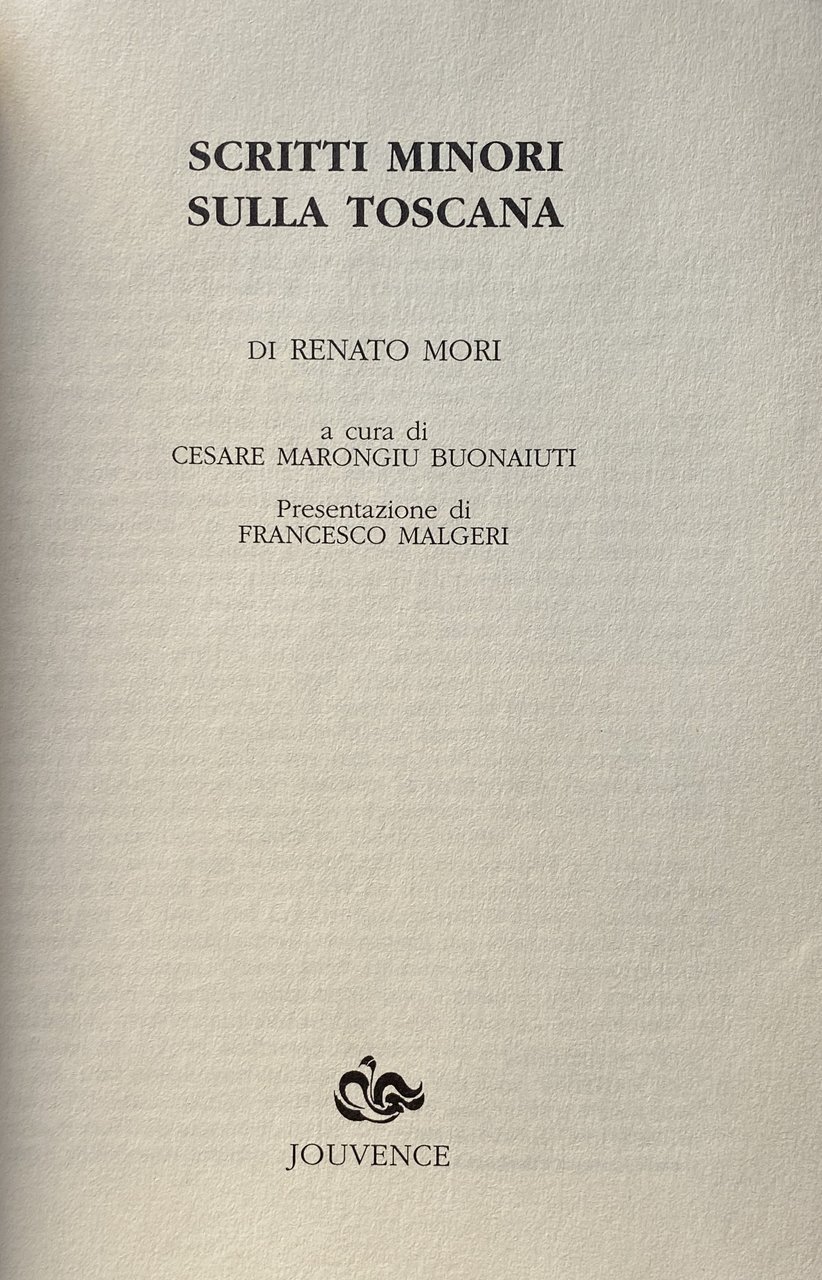 SCRITTI MINORI
SULLA TOSCANA
DI RENATO MORI
a cura di
CESARE MARONGIU BUONAIUTI
Presentazione di
FRANCESCO MALGERI
JOUVENCE